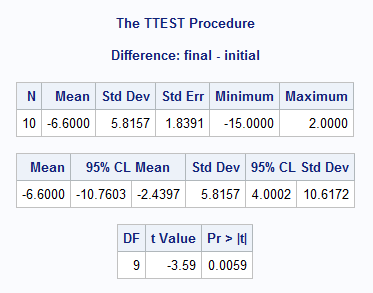 The TTEST Procedure
Difference: final - initial
N Mean Std Dev Std Err Minimum Maximum
10 -6.6000 5.8157 1.8391 -15.0000 2.0000
Mean 95% CL Mean Std Dev 95% CL Std Dev
-6.6000 -10.7603 -2.4397 5.8157 4.0002 10.6172
DF t Value Pr > |t|
9 -3.59 0.0059